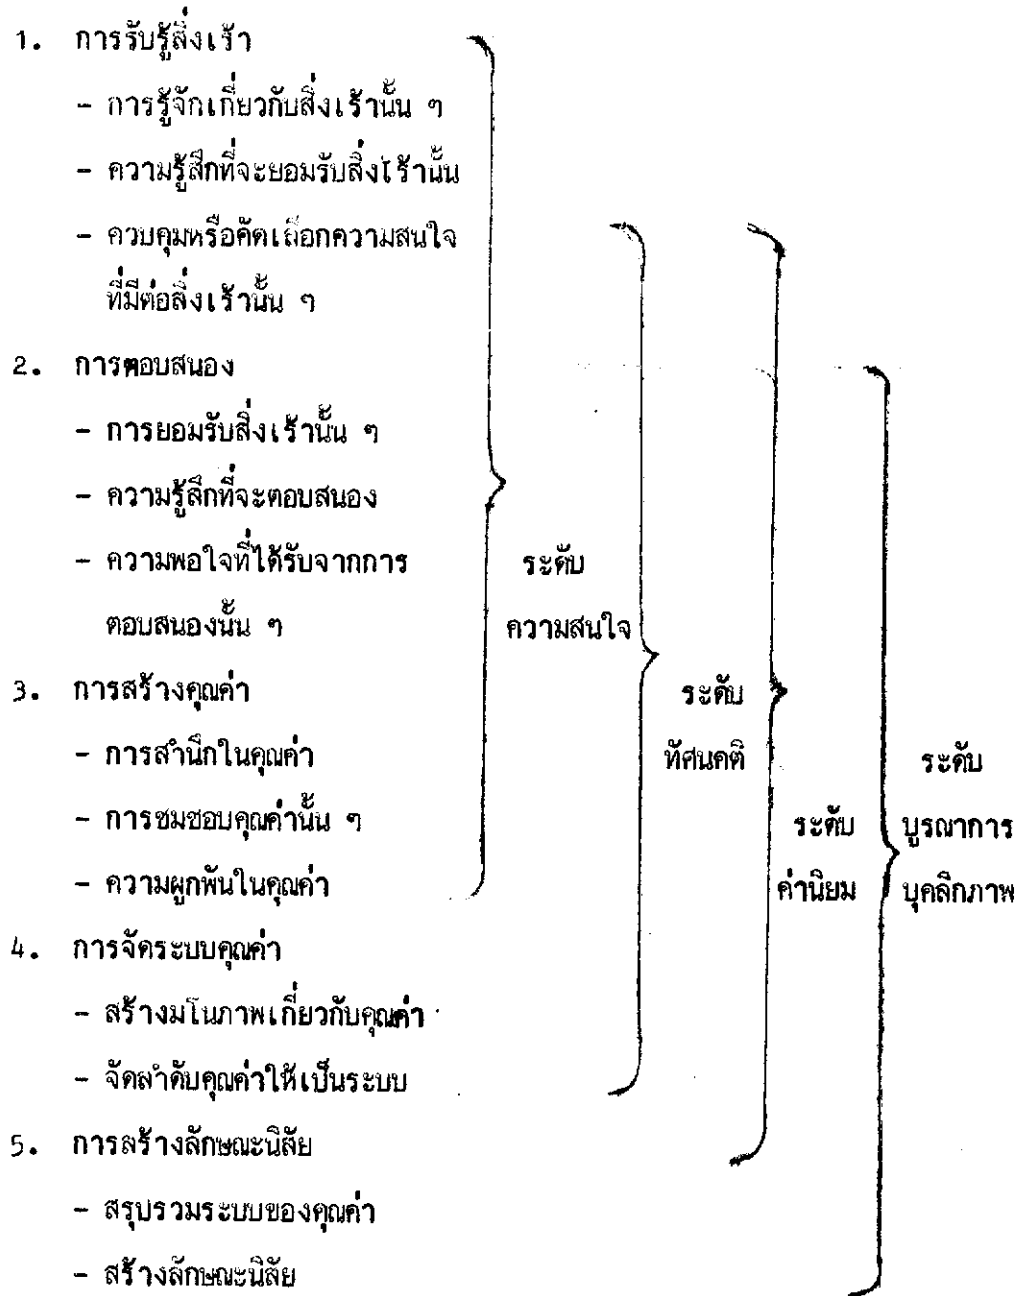 1. การรับรู้สิ่งเร้า
- การรู้จักเกี่ยวกับสิ่งเร้านั้น ๆ
- ความรู้สึกที่จะยอมรับสิ่งเร้านั้น
- ควบคุมหรือคัดเลือกความสนใจ
ที่มีต่อสิ่งเร้านั้น ๆ
2. การตอบสนอง
- การยอมรับสิ่งเร้านั้น ๆ
- ความรู้สึกที่จะตอบสนอง
- ความพอใจที่ได้รับจากการ
ตอบสนองนั้น ๆ
3. การสร้างคุณค่า
- การสำนึกในคุณค่า
- การชมชอบคุณค่านั้น ๆ
- ความผูกพันในคุณค่า
4. การจัดระบบคุณค่า
- สร้างมโนภาพเกี่ยวกับคุณค่า
- จัดลำดับคุณค่าให้เป็นระบบ
5. การสร้างลักษณะนิสัย
- สรุปรวมระบบของคุณค่า
- สร้างลักษณะนิสัย
ระดับ
ความสนใจ
ระดับ
ทัศนคติ
ระดับ
ค่านิยม
ระดับ
บูรณาการ
บุคลิกภาพ